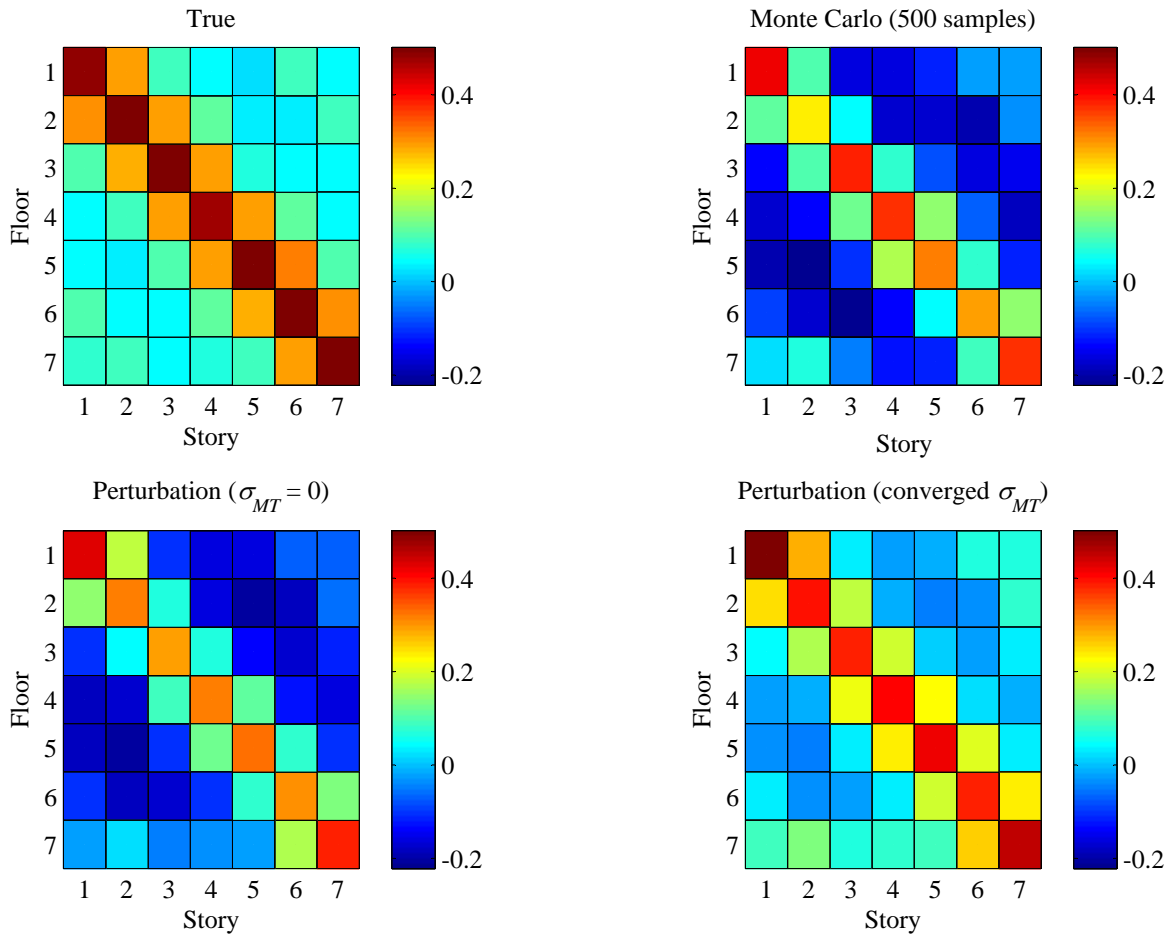 True
1
2
3
4
5
6
7
Floor
1 2 3 4 5 6 7
Story
0.4
0.2
0
-0.2
Monte Carlo (500 samples)
1
2
3
4
5
6
7
Floor
1 2 3 4 5 6 7
Story
0.4
0.2
0
-0.2
Perturbation (σ_MT = 0)
1
2
3
4
5
6
7
Floor
1 2 3 4 5 6 7
Story
0.4
0.2
0
-0.2
Perturbation (converged σ_MT)
1
2
3
4
5
6
7
Floor
1 2 3 4 5 6 7
Story
0.4
0.2
0
-0.2